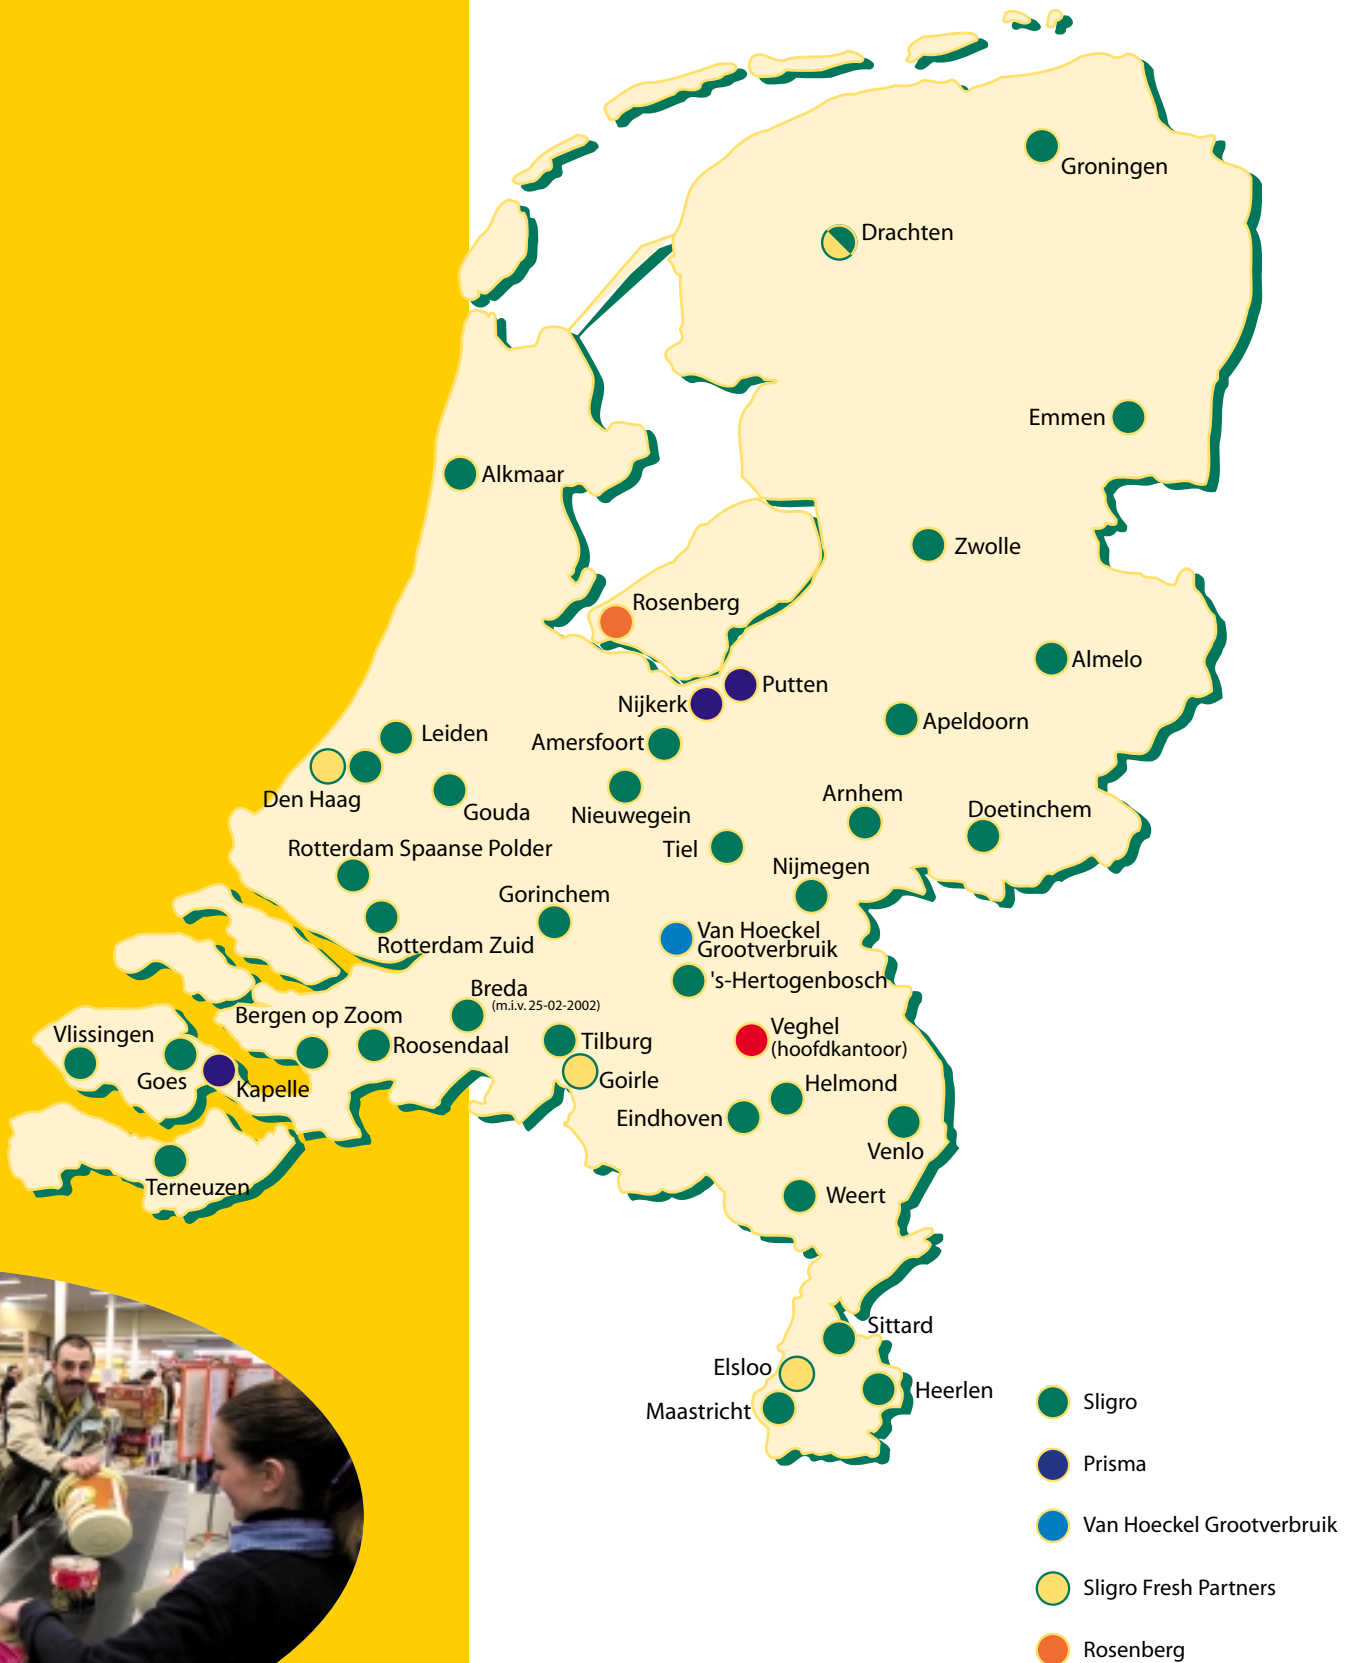 Groningen
Drachten
Emmen
Alkmaar
Zwolle
Rosenberg
Almelo
Putten
Nijkerk
Apeldoorn
Leiden
Amersfoort
Den Haag
Gouda
Nieuwegein
Arnhem
Doetinchem
Rotterdam Spaanse Polder
Tiel
Nijmegen
Gorinchem
Rotterdam Zuid
Van Hoeckel
Grootverbruik
's-Hertogenbosch
Breda
(m.i.v. 25-02-2002)
Bergen op Zoom
Vlissingen
Roosendaal
Tilburg
Veghel
(hoofdkantoor)
Goes
Kapelle
Goirle
Helmond
Eindhoven
Venlo
Terneuzen
Weert
Sittard
Elsloo
Heerlen
Maastricht
Sligro
Prisma
Van Hoeckel Grootverbruik
Sligro Fresh Partners
Rosenberg